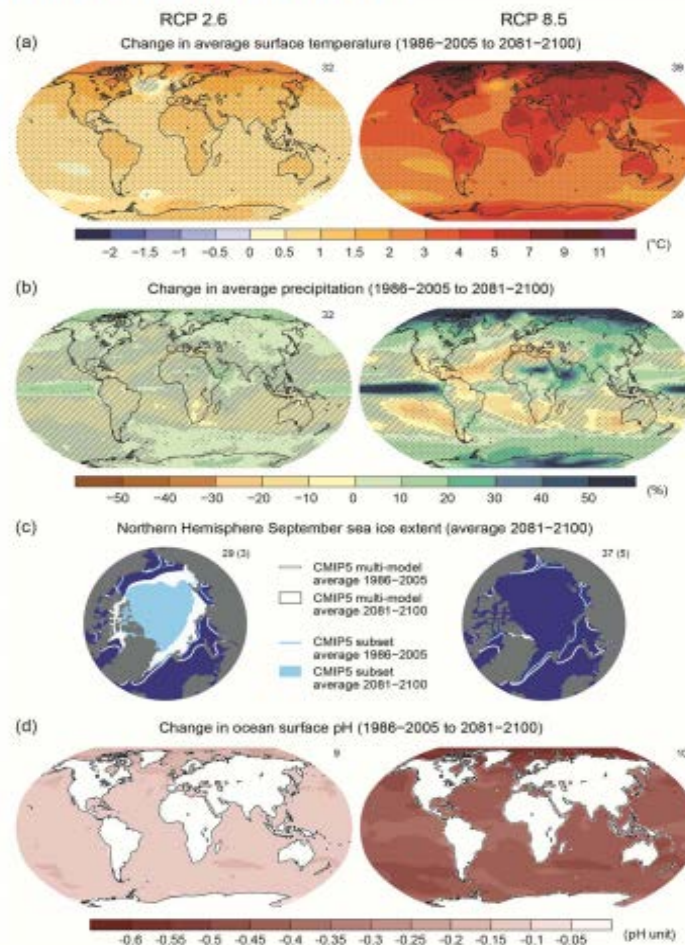 RCP 2.6 RCP 8.5
(a) Change in average surface temperature (1986−2005 to 2081−2100)
32 39
−2 −1.5 −1 −0.5 0 0.5 1 1.5 2 3 4 5 7 9 11 (°C)
(b) Change in average precipitation (1986−2005 to 2081−2100)
32 39
−50 −40 −30 −20 −10 0 10 20 30 40 50 (%)
(c) Northern Hemisphere September sea ice extent (average 2081−2100)
29 (3) 37 (5)
CMIP5 multi-model
average 1986−2005
CMIP5 multi-model
average 2081−2100
CMIP5 subset
average 1986−2005
CMIP5 subset
average 2081−2100
(d) Change in ocean surface pH (1986−2005 to 2081−2100)
9 10
−0.6 −0.55 −0.5 −0.45 −0.4 −0.35 −0.3 −0.25 −0.2 −0.15 −0.1 −0.05 (pH unit)